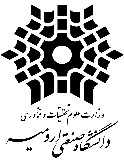 وزارت علوم تحقیقات و فناوری
دانشگاه صنعتی ارومیه